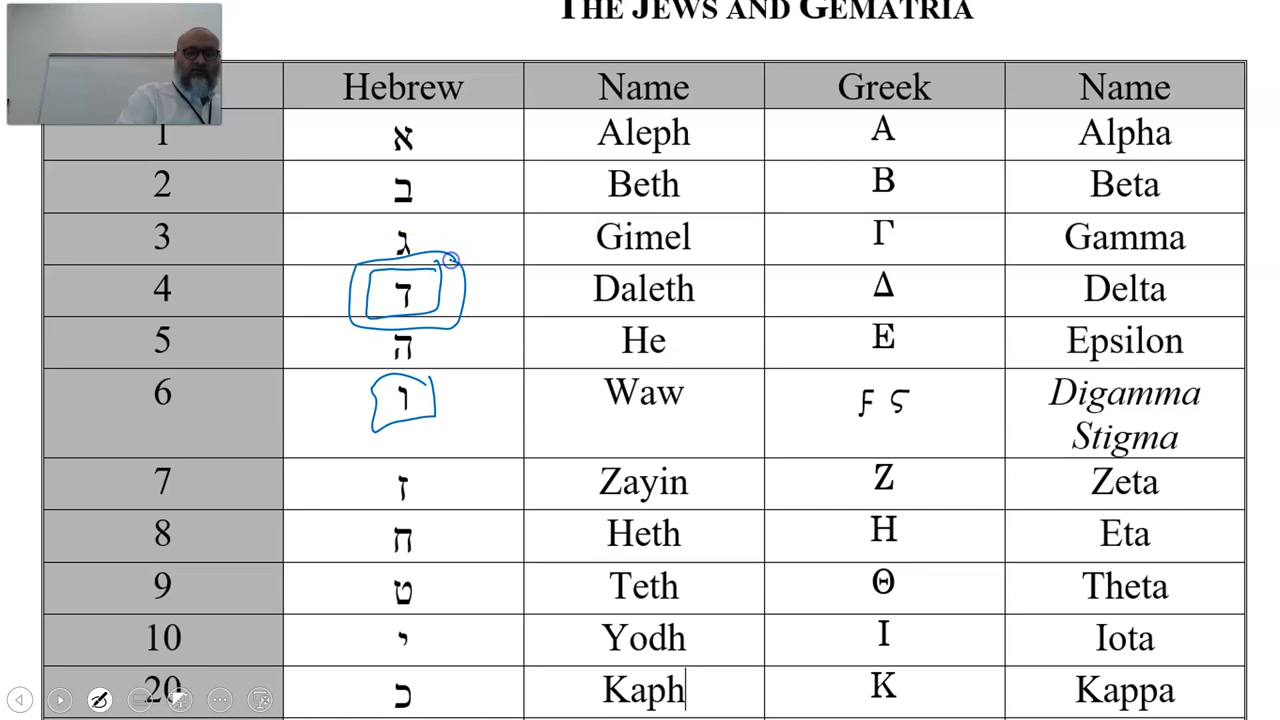 THE JEWS AND GEMATRIA
Hebrew Name Greek Name
1 א Aleph Α Alpha
2 ב Beth Β Beta
3 ג Gimel Γ Gamma
4 ד Daleth Δ Delta
5 ה He Ε Epsilon
6 ו Waw ϝ ϛ Digamma
Stigma
7 ז Zayin Ζ Zeta
8 ח Heth Η Eta
9 ט Teth Θ Theta
10 י Yodh Ι Iota
20 כ Kaph Κ Kappa